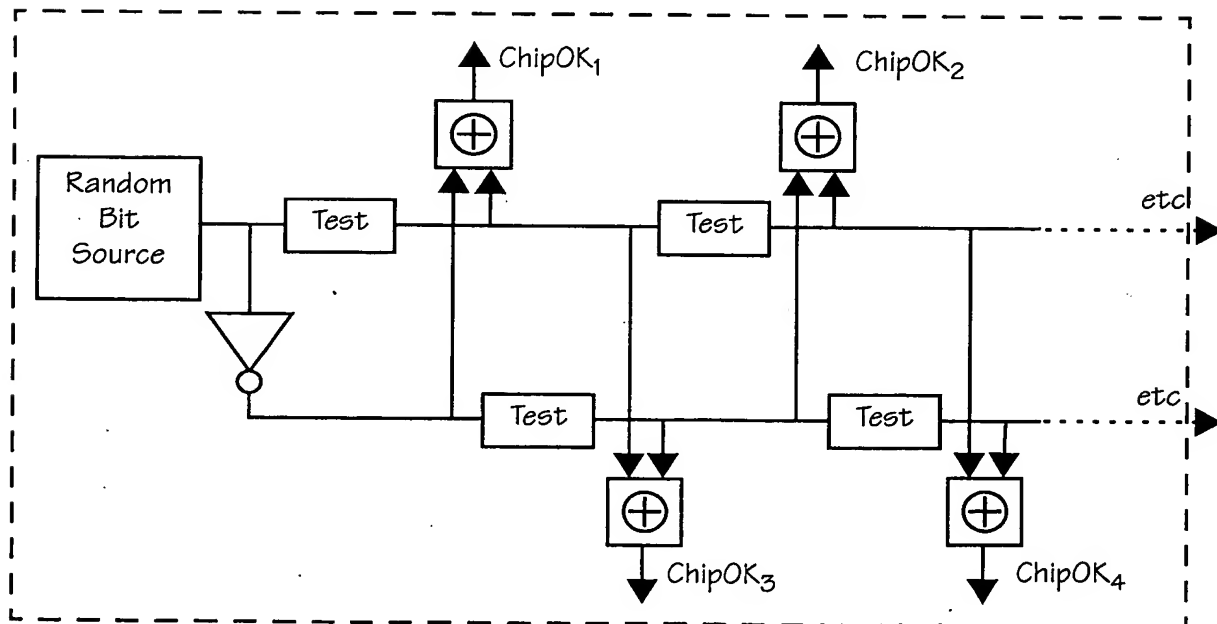 ChipOK₁
ChipOK₂
Random
Bit
Source
Test
Test
etc
Test
Test
etc
ChipOK₃
ChipOK₄